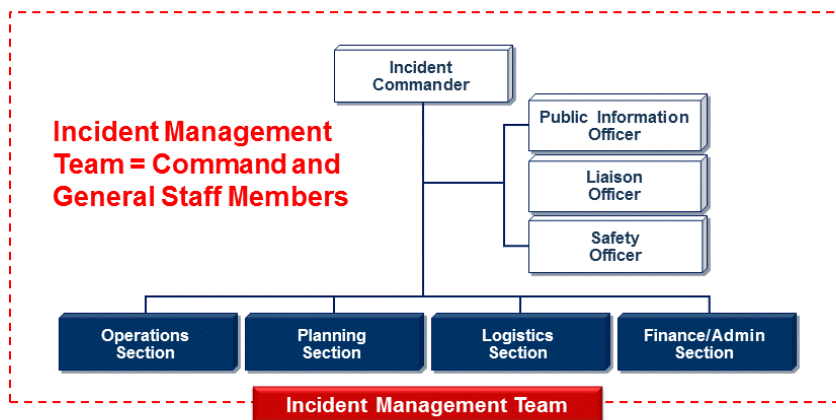 Incident
Commander
Public Information
Officer
Incident Management
Team = Command and
General Staff Members
Liaison
Officer
Safety
Officer
Operations
Section
Planning
Section
Logistics
Section
Finance/Admin
Section
Incident Management Team